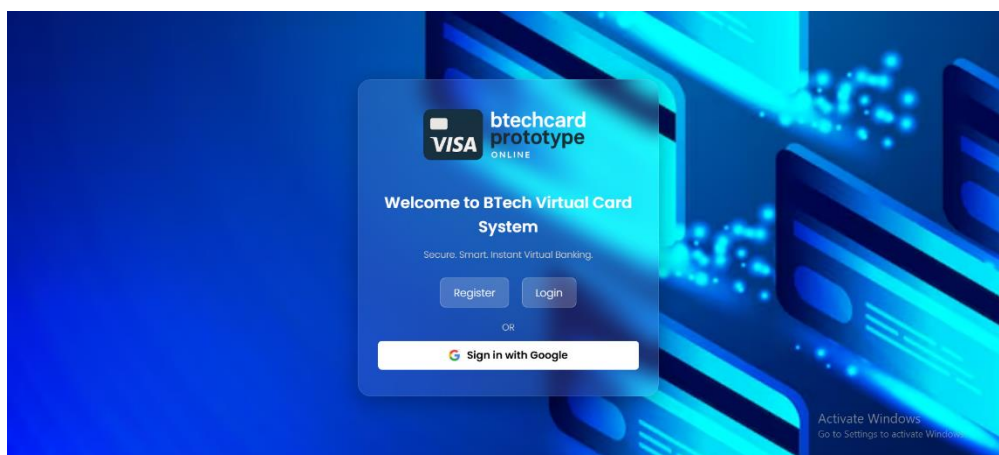 VISA
btechcard
prototype
ONLINE
Welcome to BTech Virtual Card
System
Secure. Smart. Instant Virtual Banking.
Register
Login
OR
Sign in with Google
Activate Windows
Go to Settings to activate Windows.